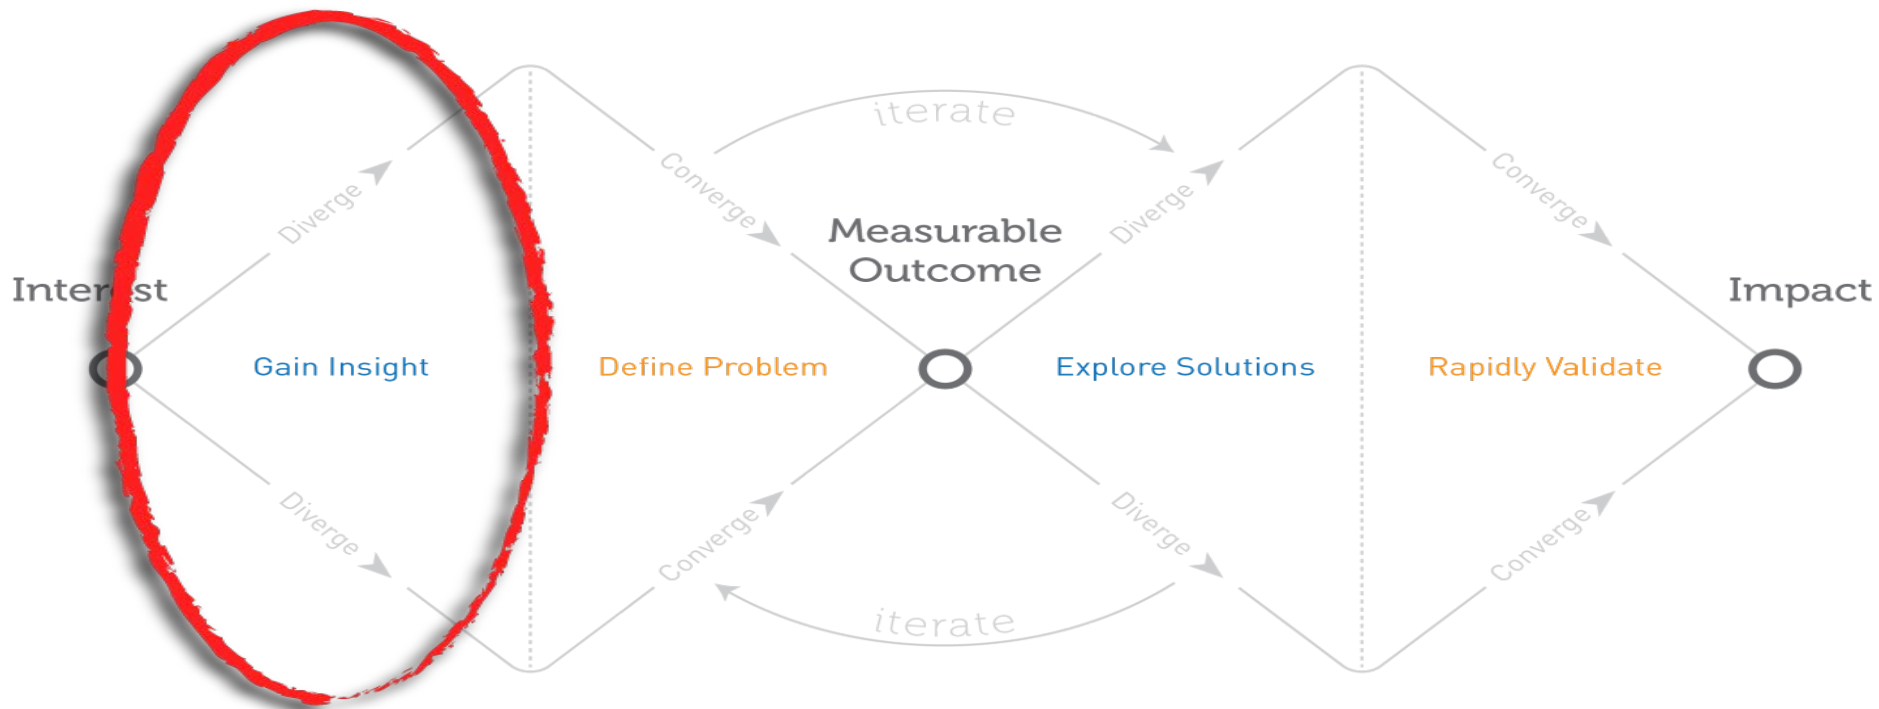 iterate
Diverge
Converge
Diverge
Converge
Measurable
Outcome
Interest
Impact
Gain Insight
Define Problem
Explore Solutions
Rapidly Validate
Diverge
Converge
Diverge
Converge
iterate